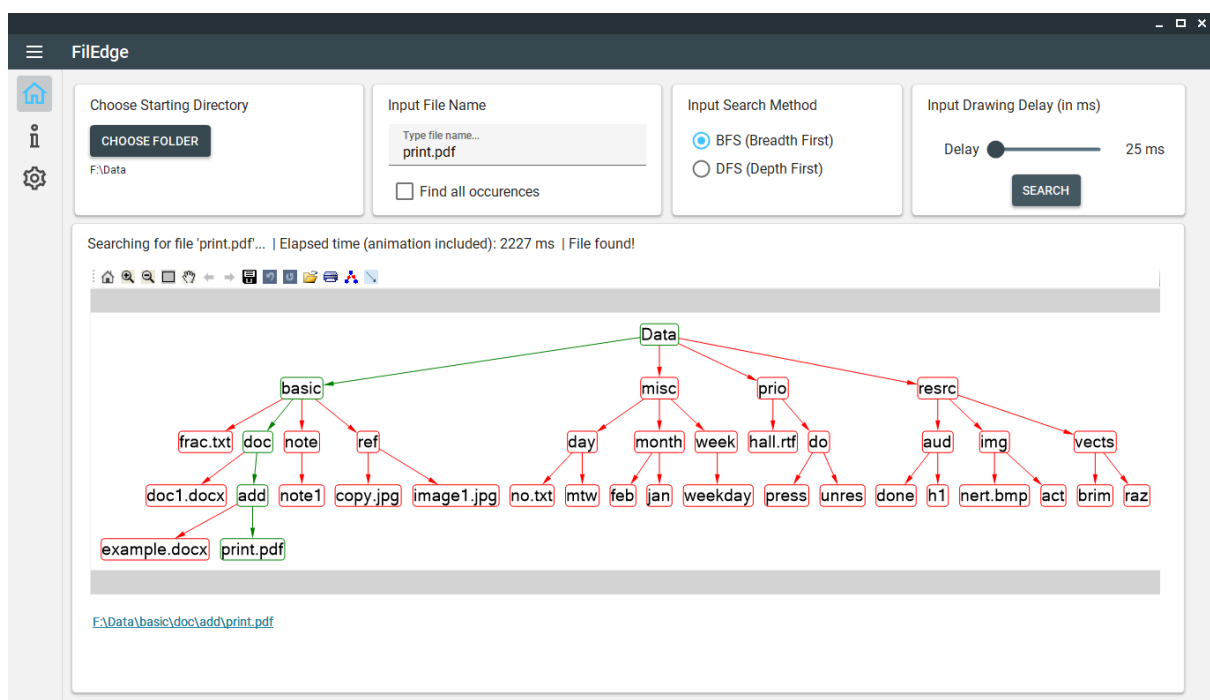 FilEdge
Choose Starting Directory
CHOOSE FOLDER
F:\Data
Input File Name
Type file name...
print.pdf
Find all occurences
Input Search Method
BFS (Breadth First)
DFS (Depth First)
Input Drawing Delay (in ms)
Delay 25 ms
SEARCH
Searching for file 'print.pdf'... | Elapsed time (animation included): 2227 ms | File found!
Data
basic misc prio resrc
frac.txt doc note ref day month week hall.rtf do aud img vects
doc1.docx add note1 copy.jpg image1.jpg no.txt mtw feb jan weekday press unres done h1 nert.bmp act brim raz
example.docx print.pdf
F:\Data\basic\doc\add\print.pdf